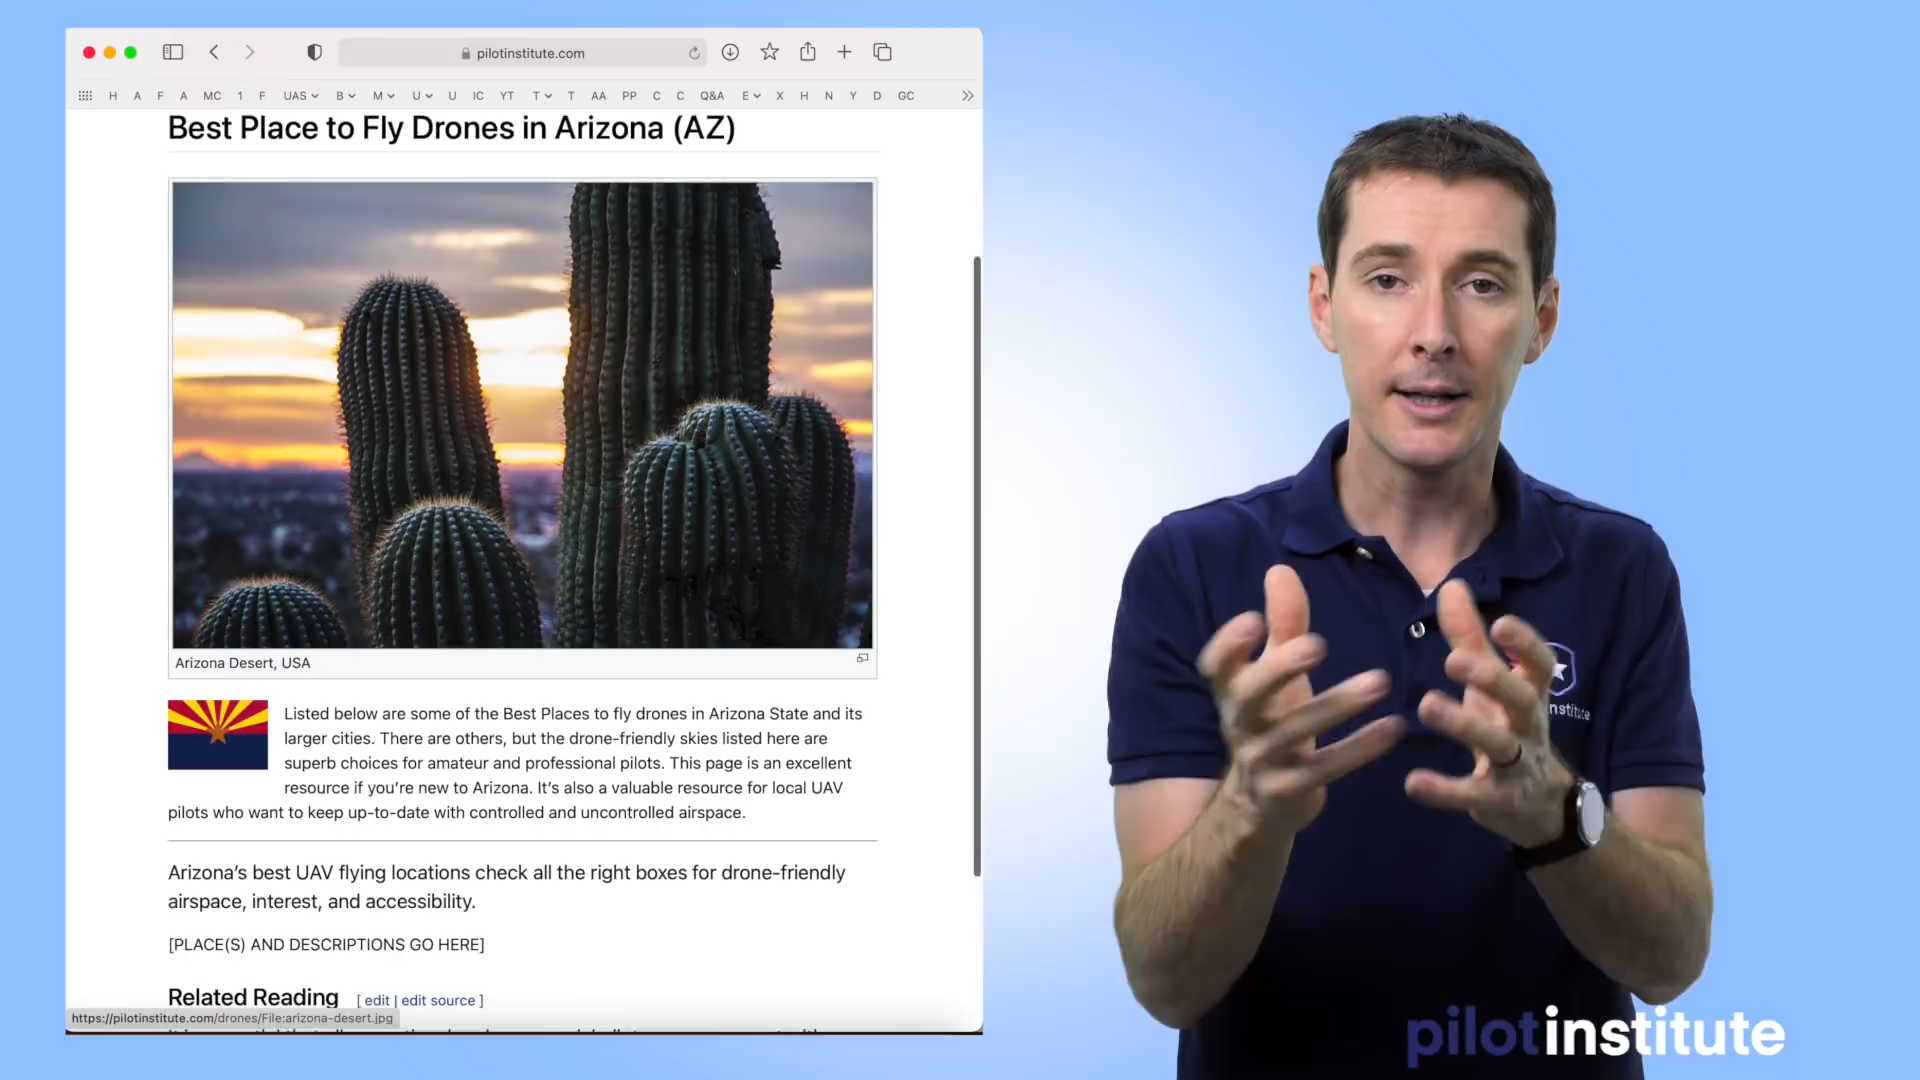 pilotinstitute.com
H A F A MC 1 F UAS B M U U IC YT T T AA PP C C Q&A E X H N Y D GC
Best Place to Fly Drones in Arizona (AZ)
Arizona Desert, USA
Listed below are some of the Best Places to fly drones in Arizona State and its
larger cities. There are others, but the drone-friendly skies listed here are
superb choices for amateur and professional pilots. This page is an excellent
resource if you’re new to Arizona. It’s also a valuable resource for local UAV
pilots who want to keep up-to-date with controlled and uncontrolled airspace.
Arizona’s best UAV flying locations check all the right boxes for drone-friendly
airspace, interest, and accessibility.
[PLACE(S) AND DESCRIPTIONS GO HERE]
Related Reading [ edit | edit source ]
https://pilotinstitute.com/drones/File:arizona-desert.jpg
nstitute
pilotinstitute